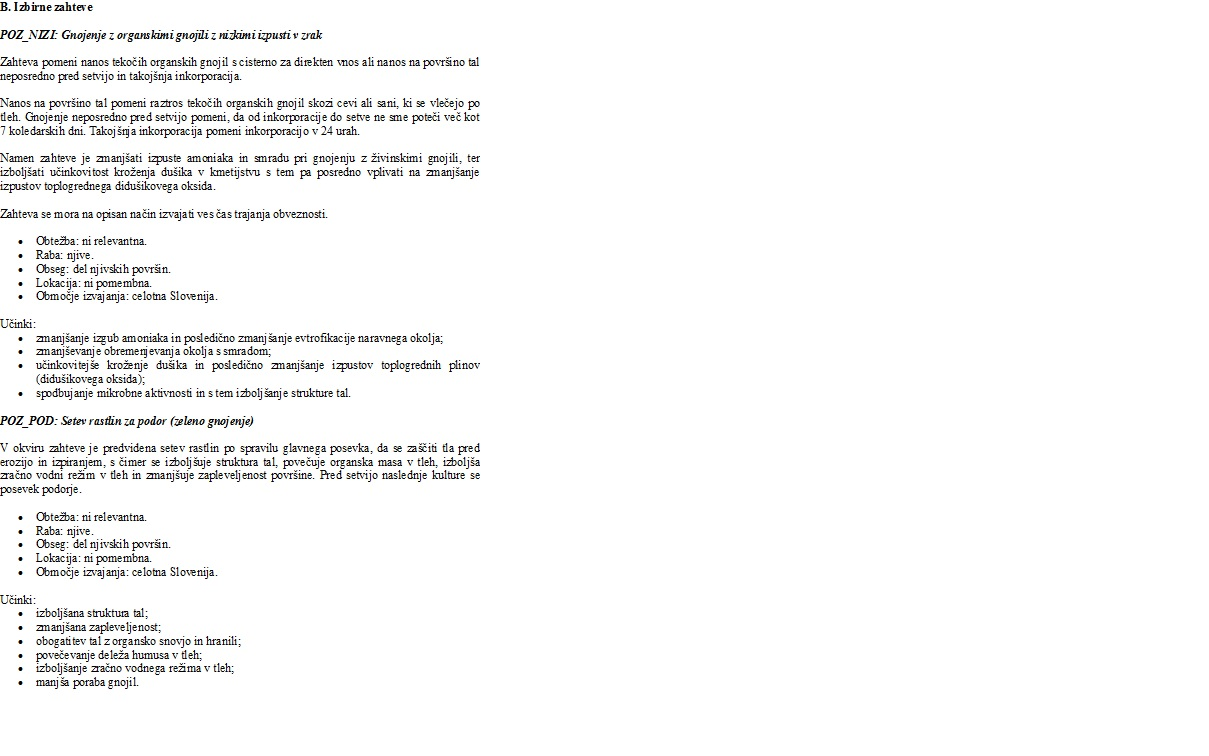 B. Izbirne zahteve
POZ_NIZI: Gnojenje z organskimi gnojili z nizkimi izpusti v zrak
Zahteva pomeni nanos tekočih organskih gnojil s cisterno za direkten vnos ali nanos na površino tal
neposredno pred setvijo in takojšnja inkorporacija.
Nanos na površino tal pomeni raztros tekočih organskih gnojil skozi cevi ali sani, ki se vlečejo po
tleh. Gnojenje neposredno pred setvijo pomeni, da od inkorporacije do setve ne sme poteči več kot
7 koledarskih dni. Takojšnja inkorporacija pomeni inkorporacijo v 24 urah.
Namen zahteve je zmanjšati izpuste amoniaka in smradu pri gnojenju z živinskimi gnojili, ter
izboljšati učinkovitost kroženja dušika v kmetijstvu s tem pa posredno vplivati na zmanjšanje
izpustov toplogrednega didušikovega oksida.
Zahteva se mora na opisan način izvajati ves čas trajanja obveznosti.
• Obtežba: ni relevantna.
• Raba: njive.
• Obseg: del njivskih površin.
• Lokacija: ni pomembna.
• Območje izvajanja: celotna Slovenija.
Učinki:
• zmanjšanje izgub amoniaka in posledično zmanjšanje evtrofikacije naravnega okolja;
• zmanjševanje obremenjevanja okolja s smradom;
• učinkovitejše kroženje dušika in posledično zmanjšanje izpustov toplogrednih plinov
(didušikovega oksida);
• spodbujanje mikrobne aktivnosti in s tem izboljšanje strukture tal.
POZ_POD: Setev rastlin za podor (zeleno gnojenje)
V okviru zahteve je predvidena setev rastlin po spravilu glavnega posevka, da se zaščiti tla pred
erozijo in izpiranjem, s čimer se izboljšuje struktura tal, povečuje organska masa v tleh, izboljša
zračno vodni režim v tleh in zmanjšuje zapleveljenost površine. Pred setvijo naslednje kulture se
posevek podorje.
• Obtežba: ni relevantna.
• Raba: njive.
• Obseg: del njivskih površin.
• Lokacija: ni pomembna.
• Območje izvajanja: celotna Slovenija.
Učinki:
• izboljšana struktura tal;
• zmanjšana zapleveljenost;
• obogatitev tal z organsko snovjo in hranili;
• povečevanje deleža humusa v tleh;
• izboljšanje zračno vodnega režima v tleh;
• manjša poraba gnojil.